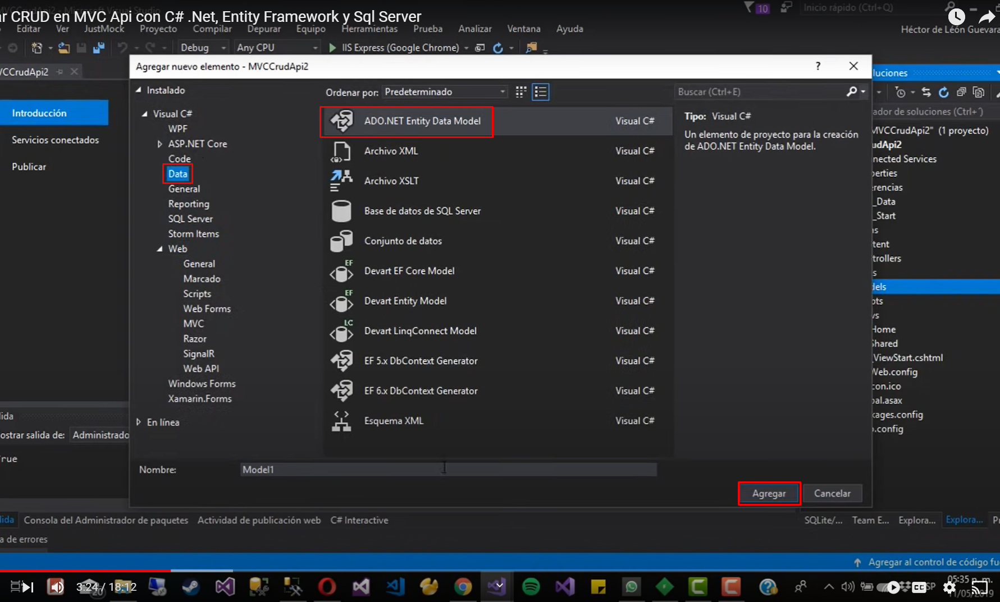 ar CRUD en MVC Api con C# .Net, Entity Framework y Sql Server
10
Inicio rápido (Ctrl+Q)
Editar Ver JustMock Proyecto Compilar Depurar Equipo Herramientas Prueba Analizar Ventana Ayuda
Héctor de León Guevara
Debug Any CPU IIS Express (Google Chrome)
VCCrudApi2
Agregar nuevo elemento - MVCCrudApi2
?
luciones
Instalado
Ordenar por: Predeterminado
Buscar (Ctrl+E)
Introducción
Servicios conectados
Publicar
Visual C#
WPF
ASP.NET Core
Code
Data
General
Reporting
SQL Server
Storm Items
Web
General
Marcado
Scripts
Web Forms
MVC
Razor
SignalR
Web API
Windows Forms
Xamarin.Forms
En línea
ADO.NET Entity Data Model Visual C#
Archivo XML Visual C#
Archivo XSLT Visual C#
Base de datos de SQL Server Visual C#
Conjunto de datos Visual C#
EF
Devart EF Core Model Visual C#
EF
Devart Entity Model Visual C#
LC
Devart LinqConnect Model Visual C#
EF 5.x DbContext Generator Visual C#
EF 6.x DbContext Generator Visual C#
Esquema XML Visual C#
Tipo: Visual C#
Un elemento de proyecto para la creación
de ADO.NET Entity Data Model.
ador de soluciones (Ctrl+´)
MVCCrudApi2" (1 proyecto)
udApi2
nected Services
perties
erencias
_Data
_Start
ns
tent
trollers
s
dels
pts
vs
Home
Shared
_ViewStart.cshtml
Web.config
con.ico
bal.asax
kages.config
o.config
lida
ostrar salida de: Administrado
rue
Nombre: Model1
Agregar Cancelar
lida Consola del Administrador de paquetes Actividad de publicación web C# Interactive
SQLite/... Team E... Explora... Explora... Pr
a de errores
Agregar al control de código fu
3:24 / 18:12
CC
05:35 p. m.
11/05/2019